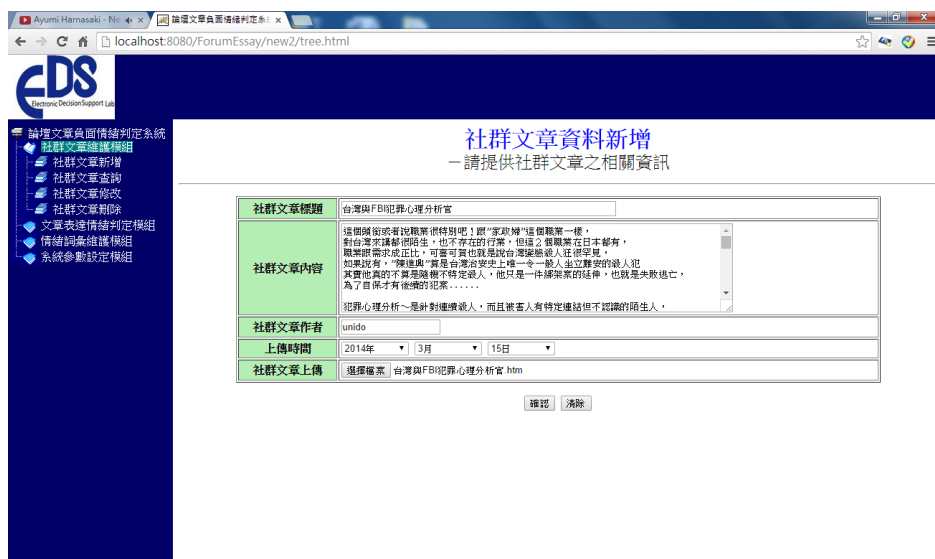 Ayumi Hamasaki - Ne
論壇文章負面情緒判定系
localhost:8080/ForumEssay/new2/tree.html
EDS
Electronic Decision Support Lab
論壇文章負面情緒判定系統
社群文章維護模組
社群文章新增
社群文章查詢
社群文章修改
社群文章刪除
文章表達情緒判定模組
情緒詞彙維護模組
系統參數設定模組
社群文章資料新增
－請提供社群文章之相關資訊
社群文章標題 台灣與FBI犯罪心理分析官
社群文章內容
這個頭銜或者說職業很特別吧！跟"家政婦"這個職業一樣，
對台灣來講都很陌生，也不存在的行業，但這２個職業在日本都有，
職業跟需求成正比，可喜可賀也就是說台灣變態殺人狂很罕見，
如果說有，"陳進興"算是台灣治安史上唯一令一般人坐立難安的殺人犯
其實他真的不算是隨機不特定殺人，他只是一件綁架案的延伸，也就是失敗逃亡，
為了自保才有後續的犯案......
犯罪心理分析～是針對連續殺人，而且被害人有特定連結但不認識的陌生人，
社群文章作者 unido
上傳時間 2014年 3月 15日
社群文章上傳 選擇檔案 台灣與FBI犯罪心理分析官.htm
確認 清除